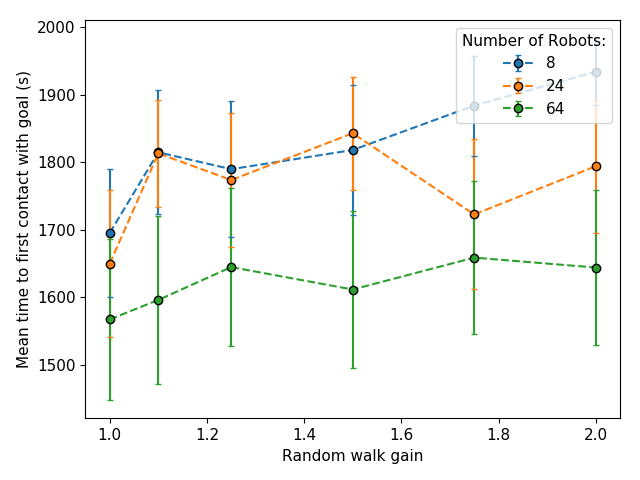 2000
1900
1800
1700
1600
1500
Mean time to first contact with goal (s)
Number of Robots:
8
24
64
1.0 1.2 1.4 1.6 1.8 2.0
Random walk gain